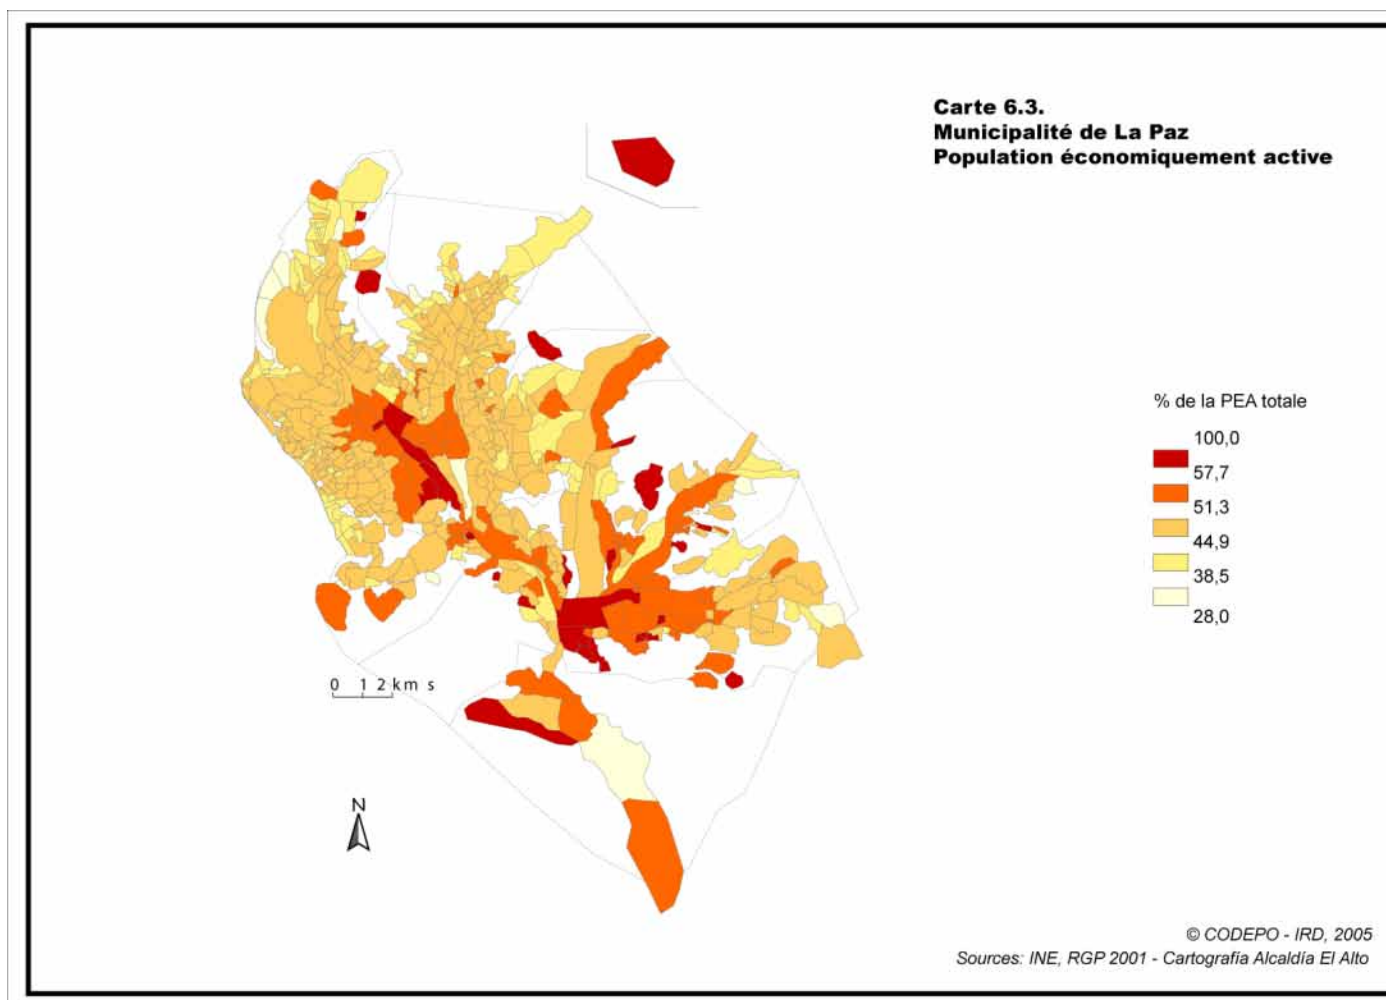 Carte 6.3.
Municipalité de La Paz
Population économiquement active
% de la PEA totale
100,0
57,7
51,3
44,9
38,5
28,0
0 1 2 km s
N
© CODEPO - IRD, 2005
Sources: INE, RGP 2001 - Cartografía Alcaldía El Alto